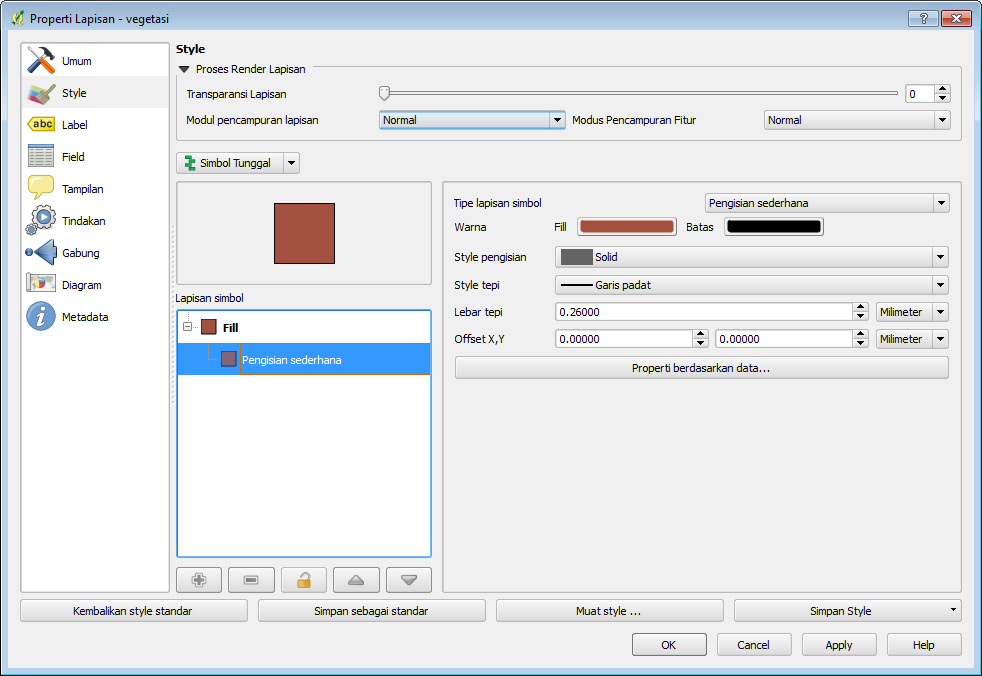 Properti Lapisan - vegetasi
Umum
Style
abc Label
Field
Tampilan
Tindakan
Gabung
Diagram
i Metadata
Style
Proses Render Lapisan
Transparansi Lapisan 0
Modul pencampuran lapisan Normal Modus Pencampuran Fitur Normal
Simbol Tunggal
Lapisan simbol
Fill
Pengisian sederhana
Tipe lapisan simbol Pengisian sederhana
Warna Fill Batas
Style pengisian Solid
Style tepi Garis padat
Lebar tepi 0.26000 Milimeter
Offset X,Y 0.00000 0.00000 Milimeter
Properti berdasarkan data...
Kembalikan style standar Simpan sebagai standar Muat style ... Simpan Style
OK Cancel Apply Help